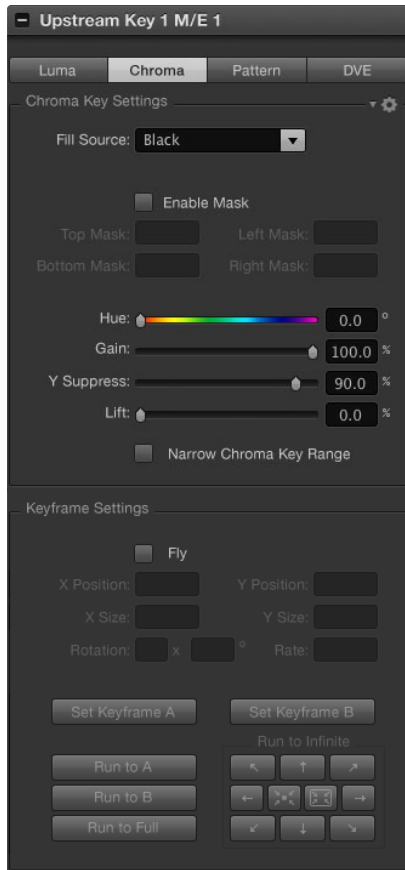 Upstream Key 1 M/E 1
Luma Chroma Pattern DVE
Chroma Key Settings
Fill Source: Black
Enable Mask
Top Mask: Left Mask:
Bottom Mask: Right Mask:
Hue: 0.0 °
Gain: 100.0 %
Y Suppress: 90.0 %
Lift: 0.0 %
Narrow Chroma Key Range
Keyframe Settings
Fly
X Position: Y Position:
X Size: Y Size:
Rotation: x ° Rate:
Set Keyframe A Set Keyframe B
Run to Infinite
Run to A
Run to B
Run to Full